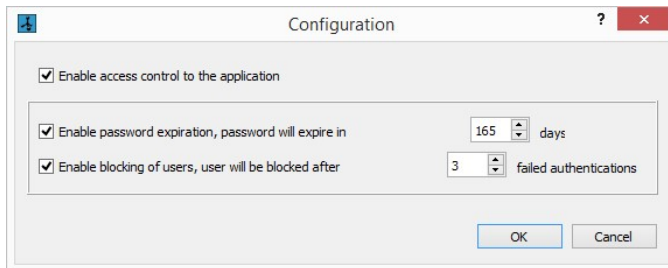 Configuration
?
Enable access control to the application
Enable password expiration, password will expire in 165 days
Enable blocking of users, user will be blocked after 3 failed authentications
OK Cancel